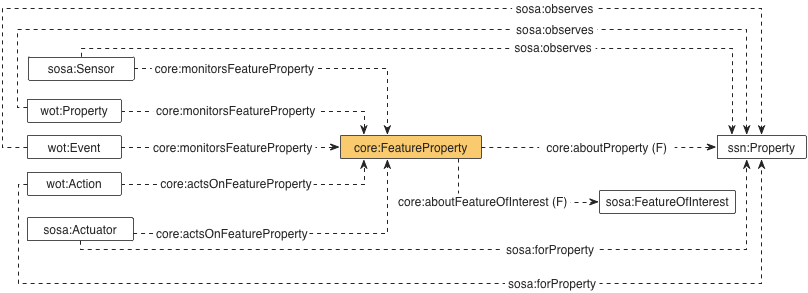 sosa:observes
sosa:observes
sosa:observes
sosa:Sensor
core:monitorsFeatureProperty
wot:Property
core:monitorsFeatureProperty
wot:Event
core:monitorsFeatureProperty
core:FeatureProperty
core:aboutProperty (F)
ssn:Property
wot:Action
core:actsOnFeatureProperty
core:aboutFeatureOfInterest (F)
sosa:FeatureOfInterest
sosa:Actuator
core:actsOnFeatureProperty
sosa:forProperty
sosa:forProperty